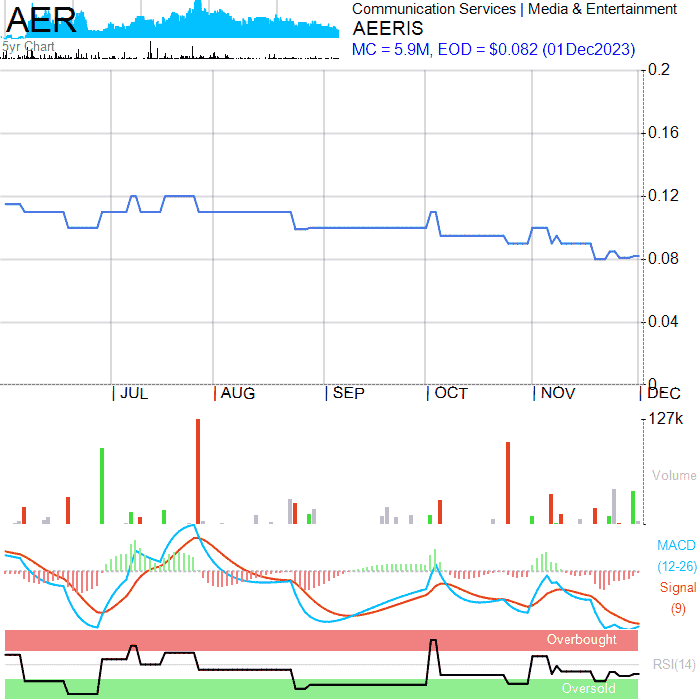 AER
5yr Chart
Communication Services | Media & Entertainment
AEERIS
MC = 5.9M, EOD = $0.082 (01Dec2023)
0.2
0.16
0.12
0.08
0.04
0
JUL AUG SEP OCT NOV DEC
127k
Volume
MACD
(12-26)
Signal
(9)
Overbought
RSI(14)
Oversold